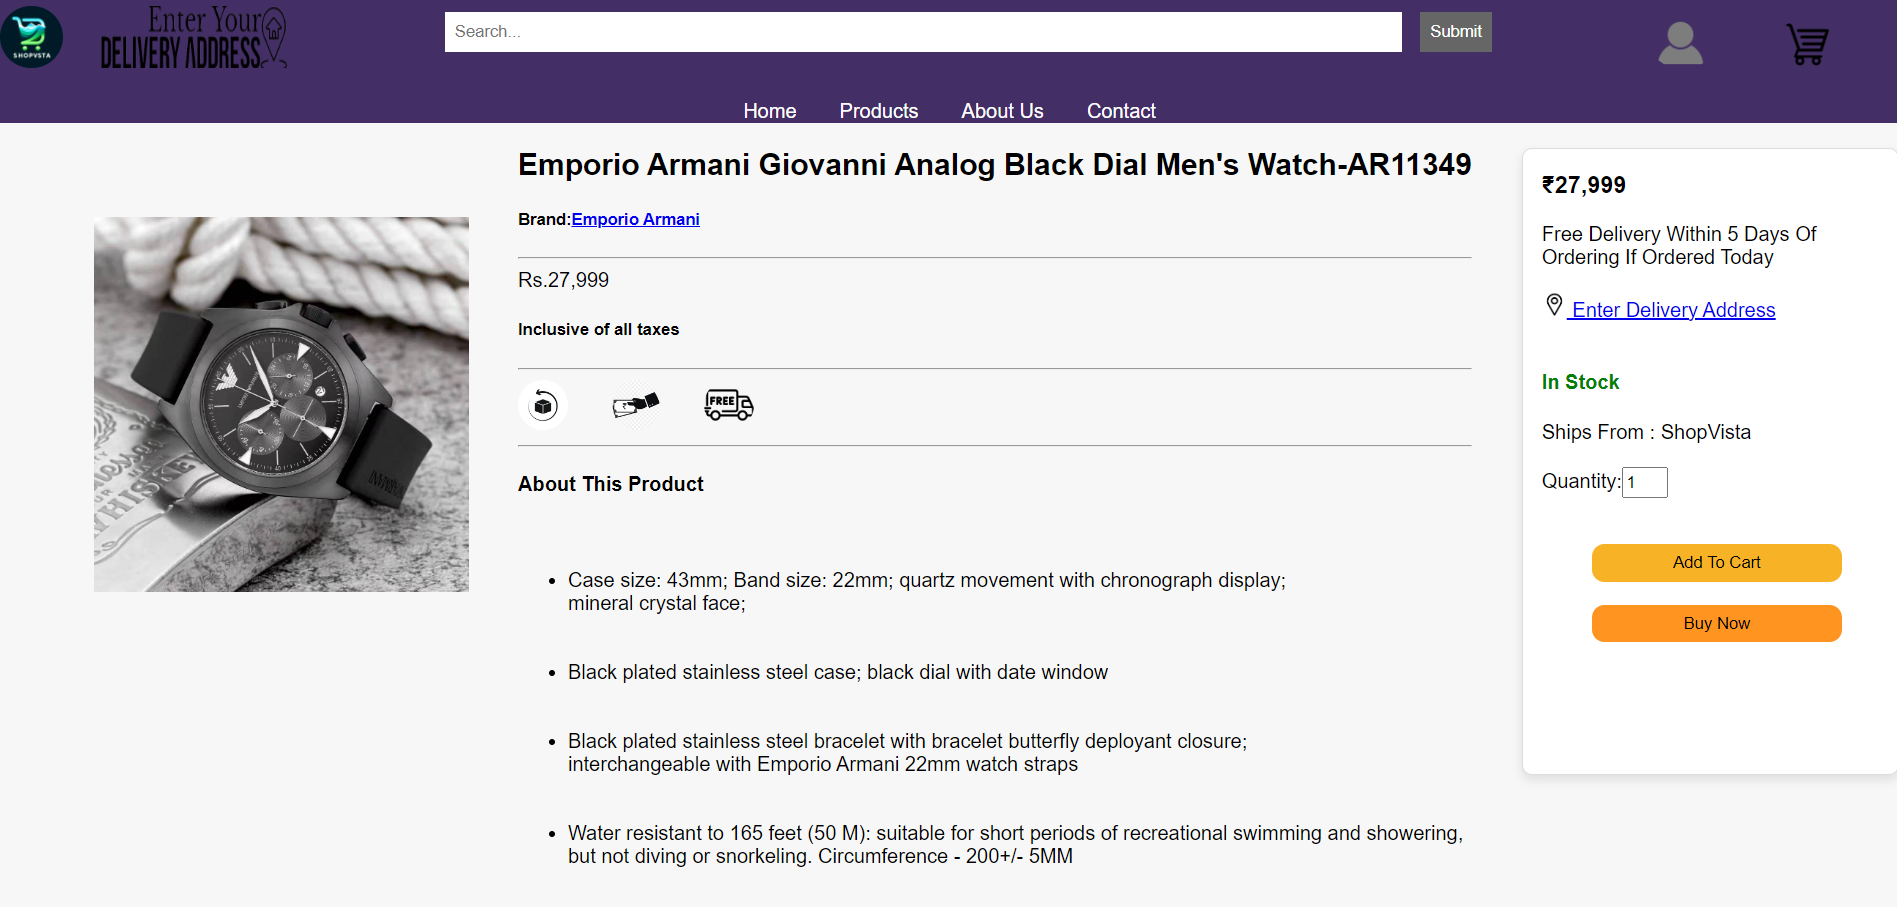 SHOPVSTA
Enter Your
DELIVERY ADDRESS
Search...
Submit
Home Products About Us Contact
Emporio Armani Giovanni Analog Black Dial Men's Watch-AR11349
Brand:Emporio Armani
Rs.27,999
Inclusive of all taxes
FREE
About This Product
Case size: 43mm; Band size: 22mm; quartz movement with chronograph display;
mineral crystal face;
Black plated stainless steel case; black dial with date window
Black plated stainless steel bracelet with bracelet butterfly deployant closure;
interchangeable with Emporio Armani 22mm watch straps
Water resistant to 165 feet (50 M): suitable for short periods of recreational swimming and showering,
but not diving or snorkeling. Circumference - 200+/- 5MM
₹27,999
Free Delivery Within 5 Days Of
Ordering If Ordered Today
Enter Delivery Address
In Stock
Ships From : ShopVista
Quantity: 1
Add To Cart
Buy Now